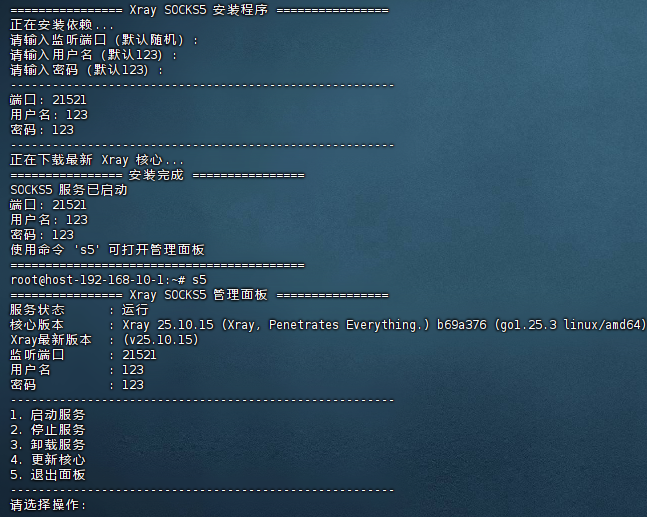 ================ Xray SOCKS5 安装程序 ================
正在安装依赖...
请输入监听端口（默认随机）:
请输入用户名（默认123）:
请输入密码（默认123）:
-------------------------------------------------------
端口: 21521
用户名: 123
密码: 123
-------------------------------------------------------
正在下载最新 Xray 核心...
================ 安装完成 ================
SOCKS5 服务已启动
端口: 21521
用户名: 123
密码: 123
使用命令 's5' 可打开管理面板
==========================================
root@host-192-168-10-1:~# s5
================ Xray SOCKS5 管理面板 ================
服务状态 : 运行
核心版本 : Xray 25.10.15 (Xray, Penetrates Everything.) b69a376 (go1.25.3 linux/amd64)
Xray最新版本 : (v25.10.15)
监听端口 : 21521
用户名 : 123
密码 : 123
-------------------------------------------------------
1. 启动服务
2. 停止服务
3. 卸载服务
4. 更新核心
5. 退出面板
-------------------------------------------------------
请选择操作: